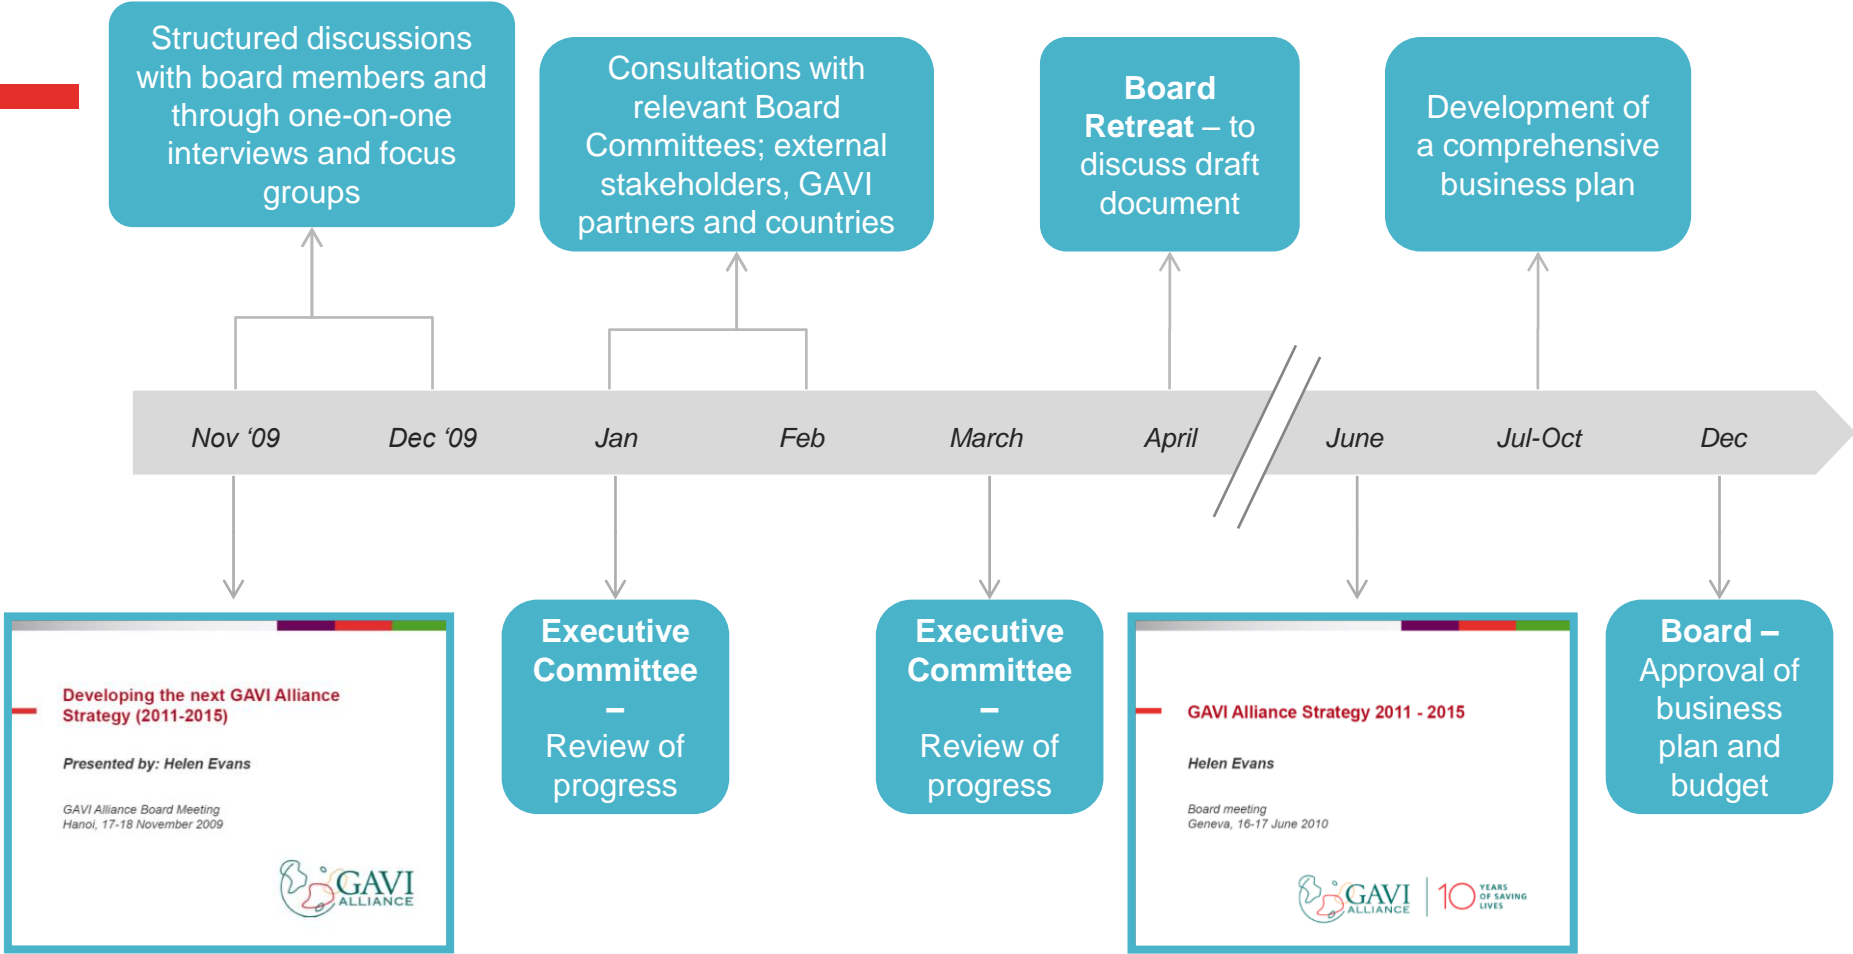 Structured discussions
with board members and
through one-on-one
interviews and focus
groups
Consultations with
relevant Board
Committees; external
stakeholders, GAVI
partners and countries
Board
Retreat – to
discuss draft
document
Development of
a comprehensive
business plan
Nov ‘09
Dec ‘09
Jan
Feb
March
April
June
Jul-Oct
Dec
Developing the next GAVI Alliance
Strategy (2011-2015)
Presented by: Helen Evans
GAVI Alliance Board Meeting
Hanoi, 17-18 November 2009
GAVI
ALLIANCE
Executive
Committee
–
Review of
progress
Executive
Committee
–
Review of
progress
GAVI Alliance Strategy 2011 - 2015
Helen Evans
Board meeting
Geneva, 16-17 June 2010
GAVI
ALLIANCE
10
YEARS
OF SAVING
LIVES
Board –
Approval of
business
plan and
budget